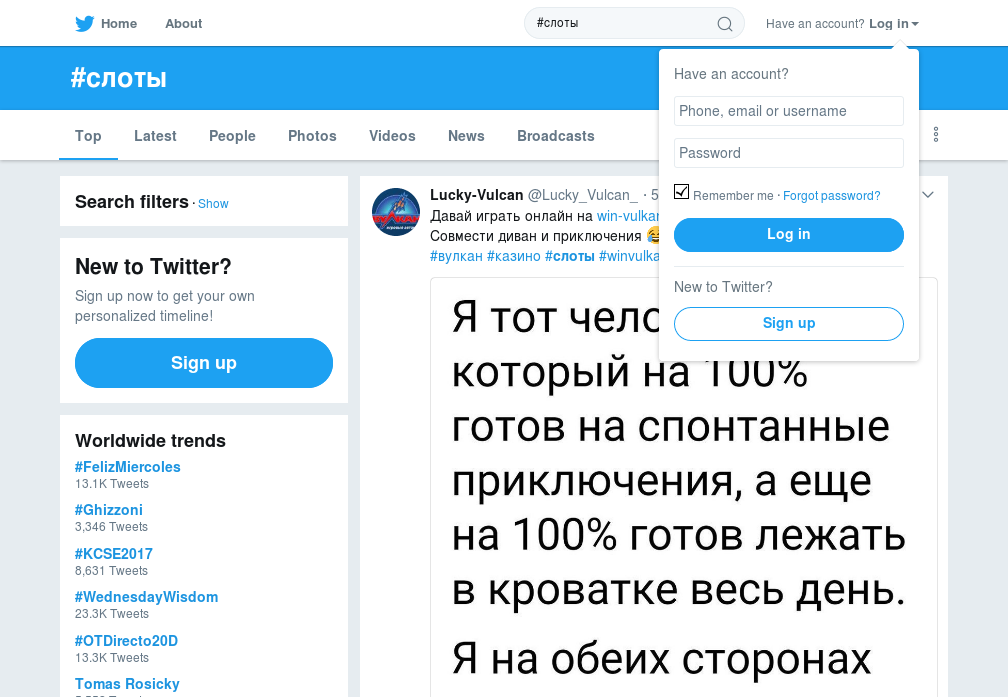 Home
About
#слоты
Have an account? Log in
#слоты
Top
Latest
People
Photos
Videos
News
Broadcasts
Have an account?
Phone, email or username
Password
Remember me · Forgot password?
Log in
New to Twitter?
Sign up
Search filters · Show
New to Twitter?
Sign up now to get your own
personalized timeline!
Sign up
Worldwide trends
#FelizMiercoles
13.1K Tweets
#Ghizzoni
3,346 Tweets
#KCSE2017
8,631 Tweets
#WednesdayWisdom
23.3K Tweets
#OTDirecto20D
13.3K Tweets
Tomas Rosicky
Lucky-Vulcan @Lucky_Vulcan_ · 5
Давай играть онлайн на
Совмести диван и приключения
#вулкан #казино #слоты
Я тот
который на 100%
готов на спонтанные
приключения, а еще
на 100% готов лежать
в кроватке весь день.
Я на обеих сторонах